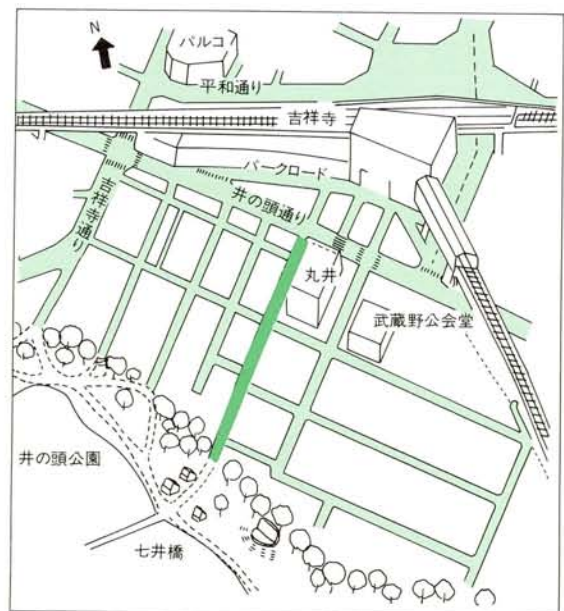 N
パルコ
平和通り
吉祥寺
パークロード
井の頭通り
吉祥寺通り
丸井
武蔵野公会堂
井の頭公園
七井橋